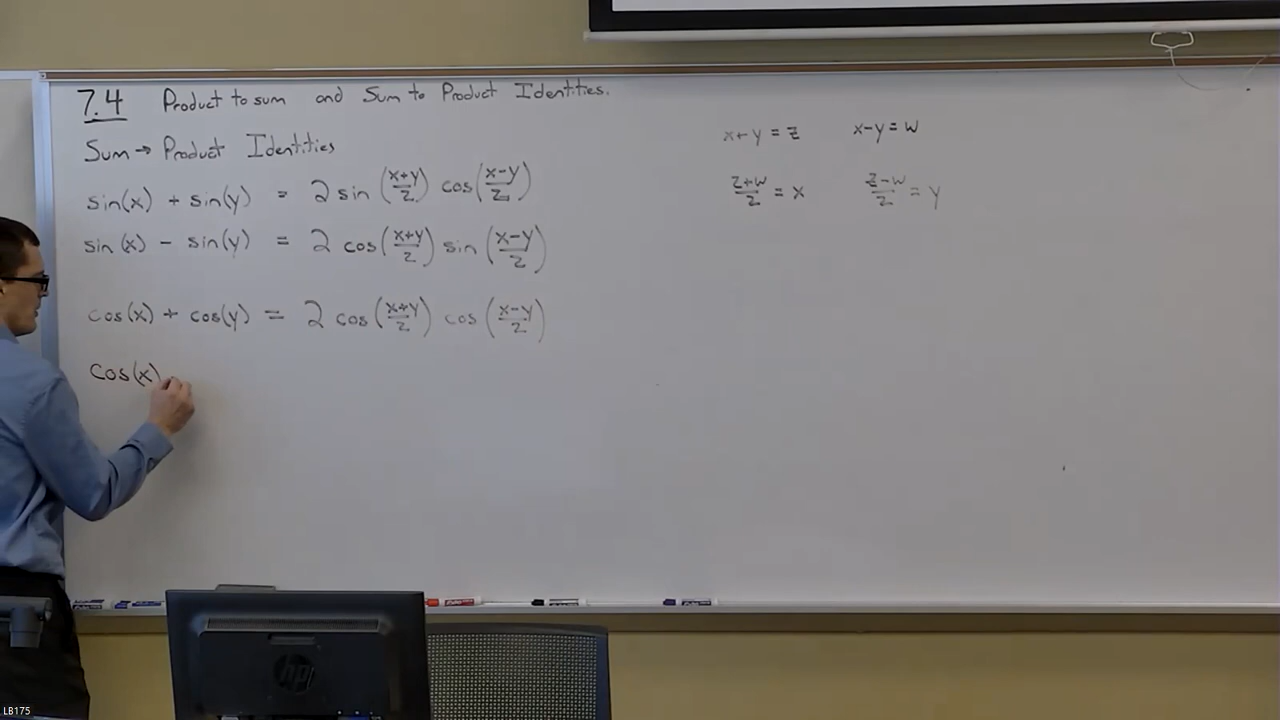 7.4 Product to sum and Sum to Product Identities.
Sum → Product Identities
sin(x) + sin(y) = 2 sin (x+y/2) cos(x-y/2)
sin(x) - sin(y) = 2 cos(x+y/2) sin (x-y/2)
cos(x) + cos(y) = 2 cos(x+y/2) cos (x-y/2)
cos(x)
x+y = z x-y = w
z+w/2 = x z-w/2 = y
hp
LB175